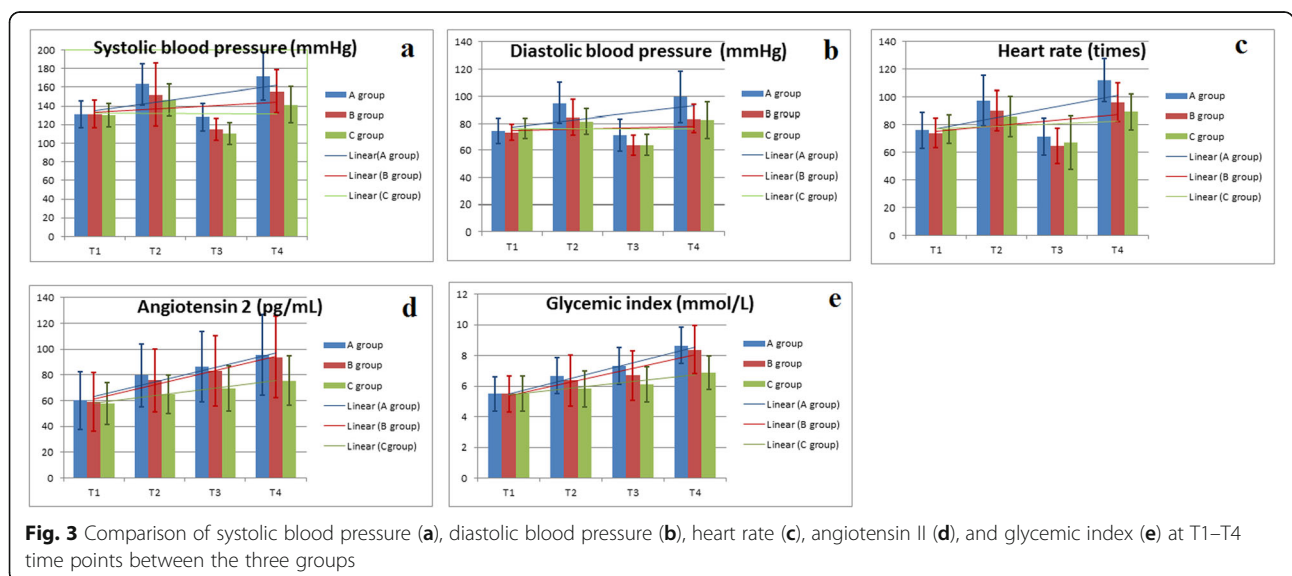 Systolic blood pressure (mmHg)
a
200
180
160
140
120
100
80
60
40
20
0
T1 T2 T3 T4
A group
B group
C group
Linear(A group)
Linear (B group)
Linear (C group)
Diastolic blood pressure (mmHg)
b
140
120
100
80
60
40
20
0
T1 T2 T3 T4
A group
B group
C group
Linear (A group)
Linear (B group)
Linear (C group)
Heart rate (times)
c
140
120
100
80
60
40
20
0
T1 T2 T3 T4
A group
B group
C group
Linear (A group)
Linear (B group)
Linear (C group)
Angiotensin 2 (pg/mL)
d
140
120
100
80
60
40
20
0
T1 T2 T3 T4
A group
B group
C group
Linear (A group)
Linear (B group)
Linear (Cgroup)
Glycemic index (mmol/L)
e
12
10
8
6
4
2
0
T1 T2 T3 T4
A group
B group
C group
Linear (A group)
Linear (B group)
Linear (C group)
Fig. 3 Comparison of systolic blood pressure (a), diastolic blood pressure (b), heart rate (c), angiotensin II (d), and glycemic index (e) at T1–T4
time points between the three groups